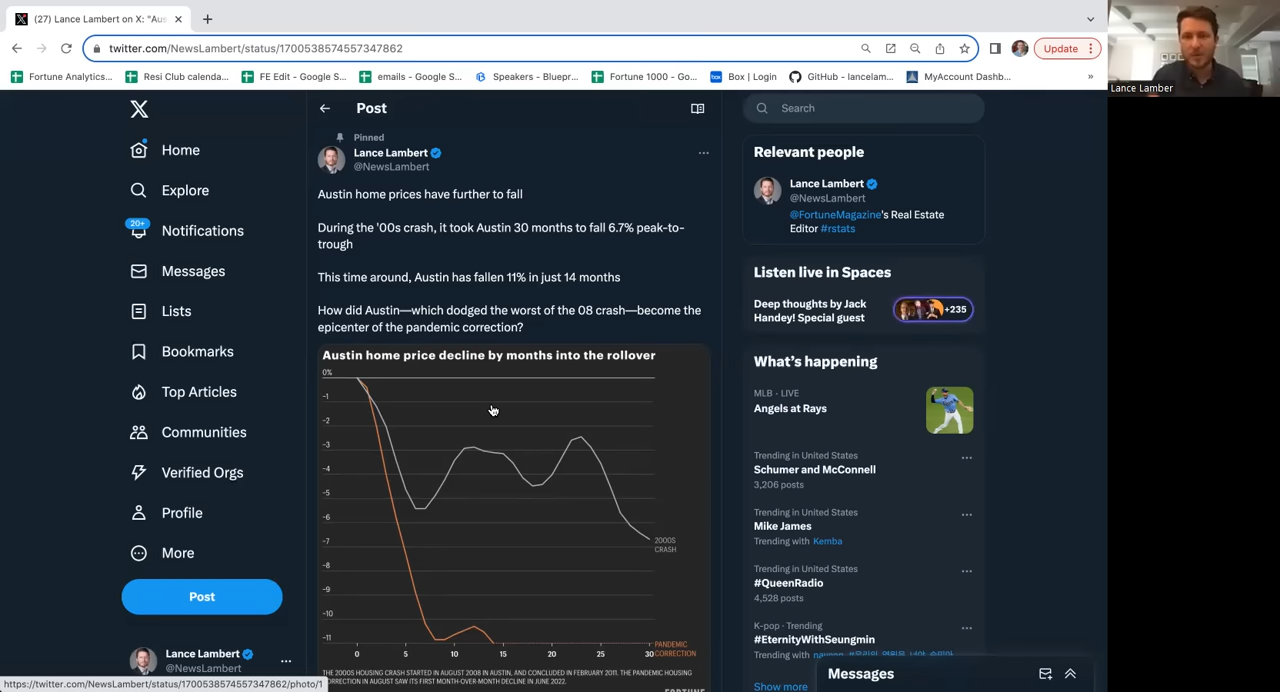 (27) Lance Lambert on X: "Aus
twitter.com/NewsLambert/status/1700538574557347862
Update
Fortune Analytics...
Resi Club calenda...
FE Edit - Google S...
emails - Google S...
Speakers - Bluepr...
Fortune 1000 - Go...
Box | Login
GitHub - lancelam...
MyAccount Dashb...
»
Lance Lamber
Home
Explore
20+
Notifications
Messages
Lists
Bookmarks
Top Articles
Communities
Verified Orgs
Profile
More
Post
Lance Lambert
@NewsLambert
https://twitter.com/NewsLambert/status/1700538574557347862/photo/1
Post
Pinned
Lance Lambert
@NewsLambert
Austin home prices have further to fall
During the '00s crash, it took Austin 30 months to fall 6.7% peak-to-
trough
This time around, Austin has fallen 11% in just 14 months
How did Austin—which dodged the worst of the 08 crash—become the
epicenter of the pandemic correction?
Austin home price decline by months into the rollover
0%
-1
-2
-3
-4
-5
-6
-7
-8
-9
-10
-11
2000S
CRASH
PANDEMIC
CORRECTION
0 5 10 15 20 25 30
THE 2000S HOUSING CRASH STARTED IN AUGUST 2008 IN AUSTIN, AND CONCLUDED IN FEBRUARY 2011. THE PANDEMIC HOUSING
CORRECTION IN AUGUST SAW ITS FIRST MONTH-OVER-MONTH DECLINE IN JUNE 2022.
FORTUNE
Search
Relevant people
Lance Lambert
@NewsLambert
@FortuneMagazine's Real Estate
Editor #rstats
Listen live in Spaces
Deep thoughts by Jack
Handey! Special guest
+235
What's happening
MLB · LIVE
Angels at Rays
Trending in United States
Schumer and McConnell
3,206 posts
Trending in United States
Mike James
Trending with Kemba
Trending in United States
#QueenRadio
4,528 posts
K-pop · Trending
#EternityWithSeungmin
Trending with
Messages
Show more